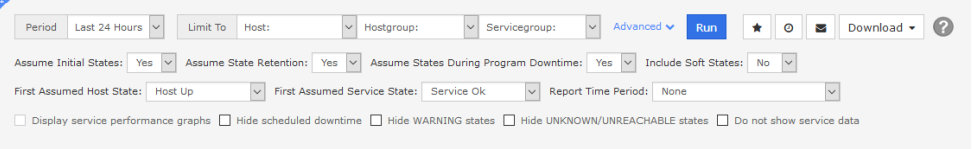 Period Last 24 Hours Limit To Host: Hostgroup: Servicegroup: Advanced Run Download ?
Assume Initial States: Yes Assume State Retention: Yes Assume States During Program Downtime: Yes Include Soft States: No
First Assumed Host State: Host Up First Assumed Service State: Service Ok Report Time Period: None
Display service performance graphs Hide scheduled downtime Hide WARNING states Hide UNKNOWN/UNREACHABLE states Do not show service data